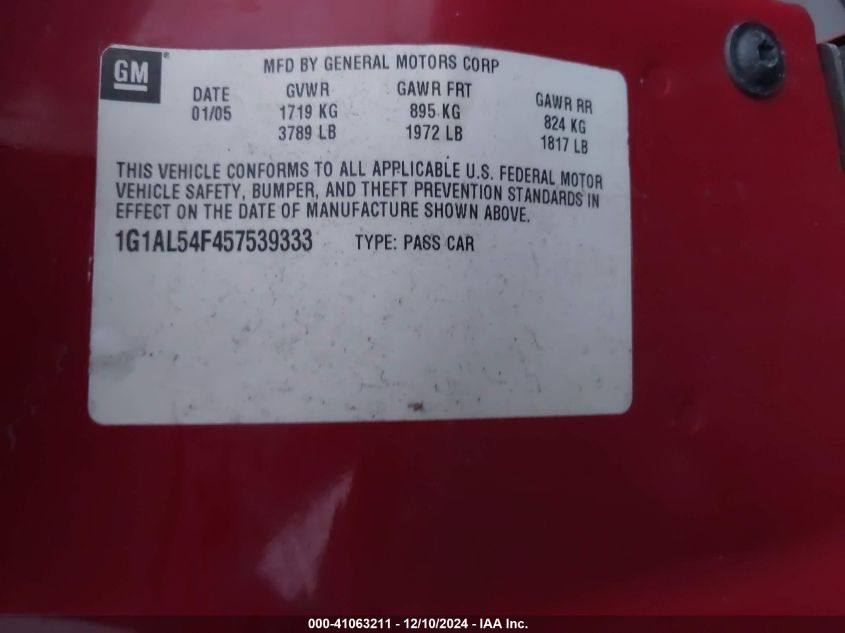 GM ®
MFD BY GENERAL MOTORS CORP
DATE GVWR GAWR FRT GAWR RR
01/05 1719 KG 895 KG 824 KG
3789 LB 1972 LB 1817 LB
THIS VEHICLE CONFORMS TO ALL APPLICABLE U.S. FEDERAL MOTOR
VEHICLE SAFETY, BUMPER, AND THEFT PREVENTION STANDARDS IN
EFFECT ON THE DATE OF MANUFACTURE SHOWN ABOVE.
1G1AL54F457539333 TYPE: PASS CAR
000-41063211 - 12/10/2024 - IAA Inc.